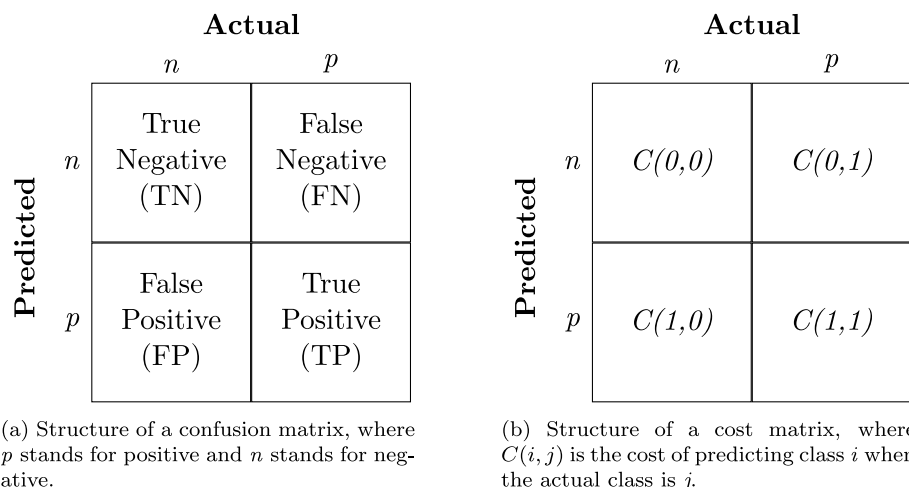 Actual
n p
Predicted
n
True
Negative
(TN)
False
Negative
(FN)
p
False
Positive
(FP)
True
Positive
(TP)
(a) Structure of a confusion matrix, where
p stands for positive and n stands for neg-
ative.
Actual
n p
Predicted
n
C(0,0) C(0,1)
p
C(1,0) C(1,1)
(b) Structure of a cost matrix, where
C(i, j) is the cost of predicting class i when
the actual class is j.